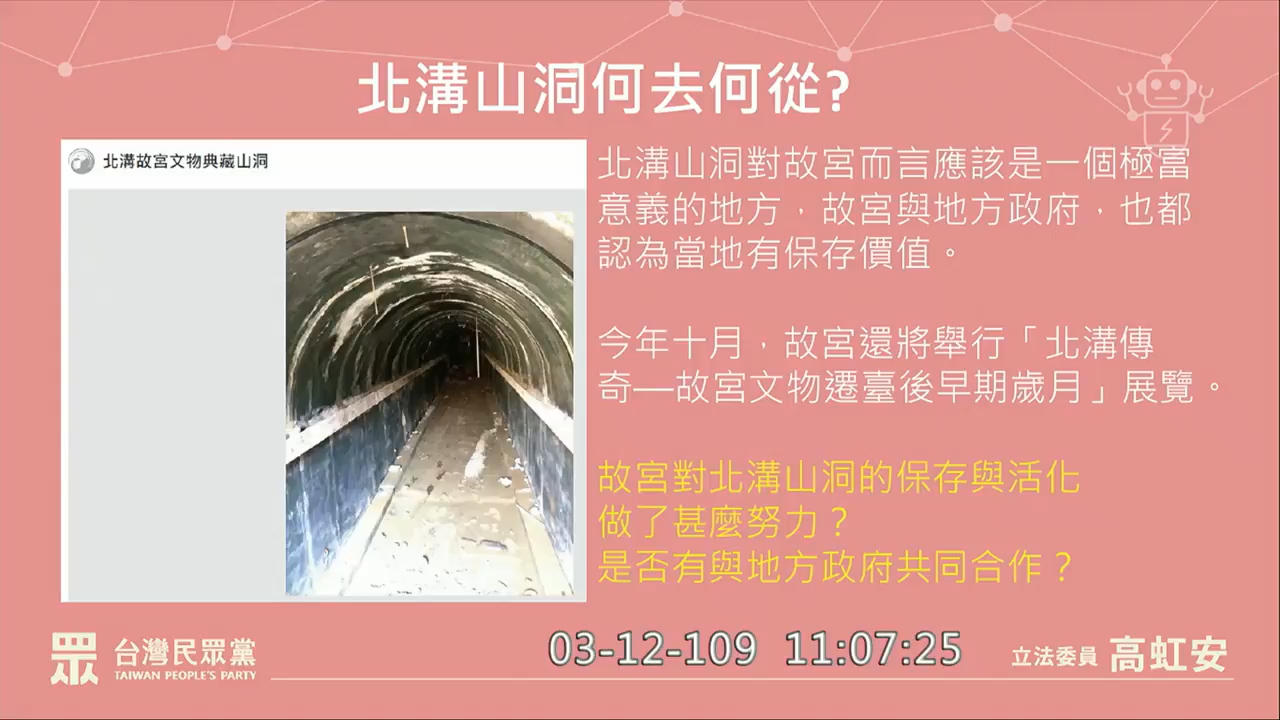 北溝山洞何去何從?
北溝故宮文物典藏山洞
北溝山洞對故宮而言應該是一個極富
意義的地方，故宮與地方政府，也都
認為當地有保存價值。
今年十月，故宮還將舉行「北溝傳
奇──故宮文物遷臺後早期歲月」展覽。
故宮對北溝山洞的保存與活化
做了甚麼努力？
是否有與地方政府共同合作？
眾 台灣民眾黨
TAIWAN PEOPLE'S PARTY
03-12-109 11:07:25
立法委員 高虹安